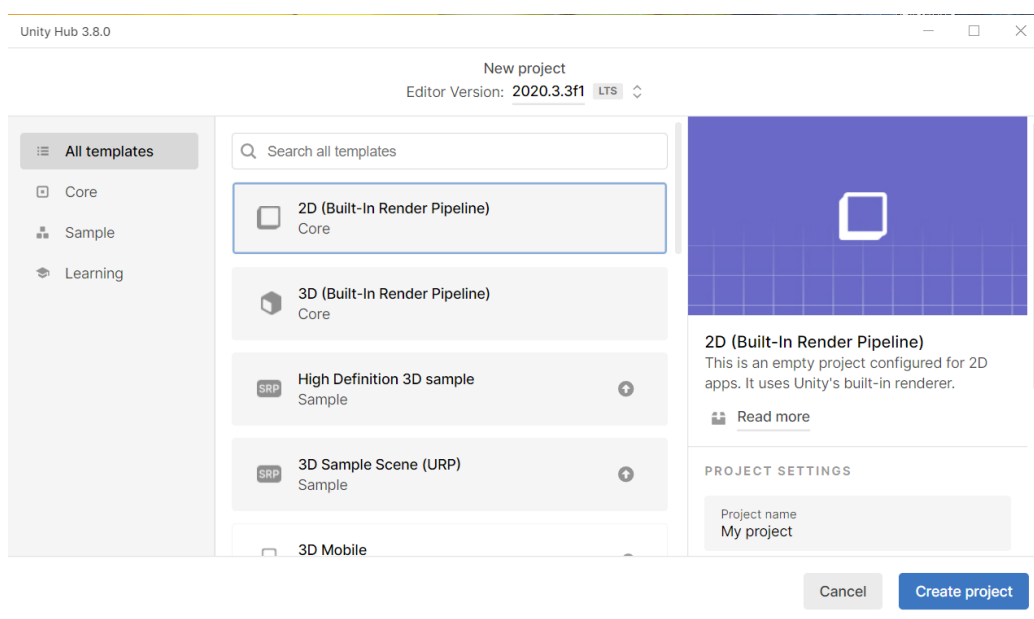 Unity Hub 3.8.0
New project
Editor Version: 2020.3.3f1 LTS
All templates
Core
Sample
Learning
Search all templates
2D (Built-In Render Pipeline)
Core
3D (Built-In Render Pipeline)
Core
SRP
High Definition 3D sample
Sample
SRP
3D Sample Scene (URP)
Sample
3D Mobile
2D (Built-In Render Pipeline)
This is an empty project configured for 2D
apps. It uses Unity's built-in renderer.
Read more
PROJECT SETTINGS
Project name
My project
Cancel
Create project